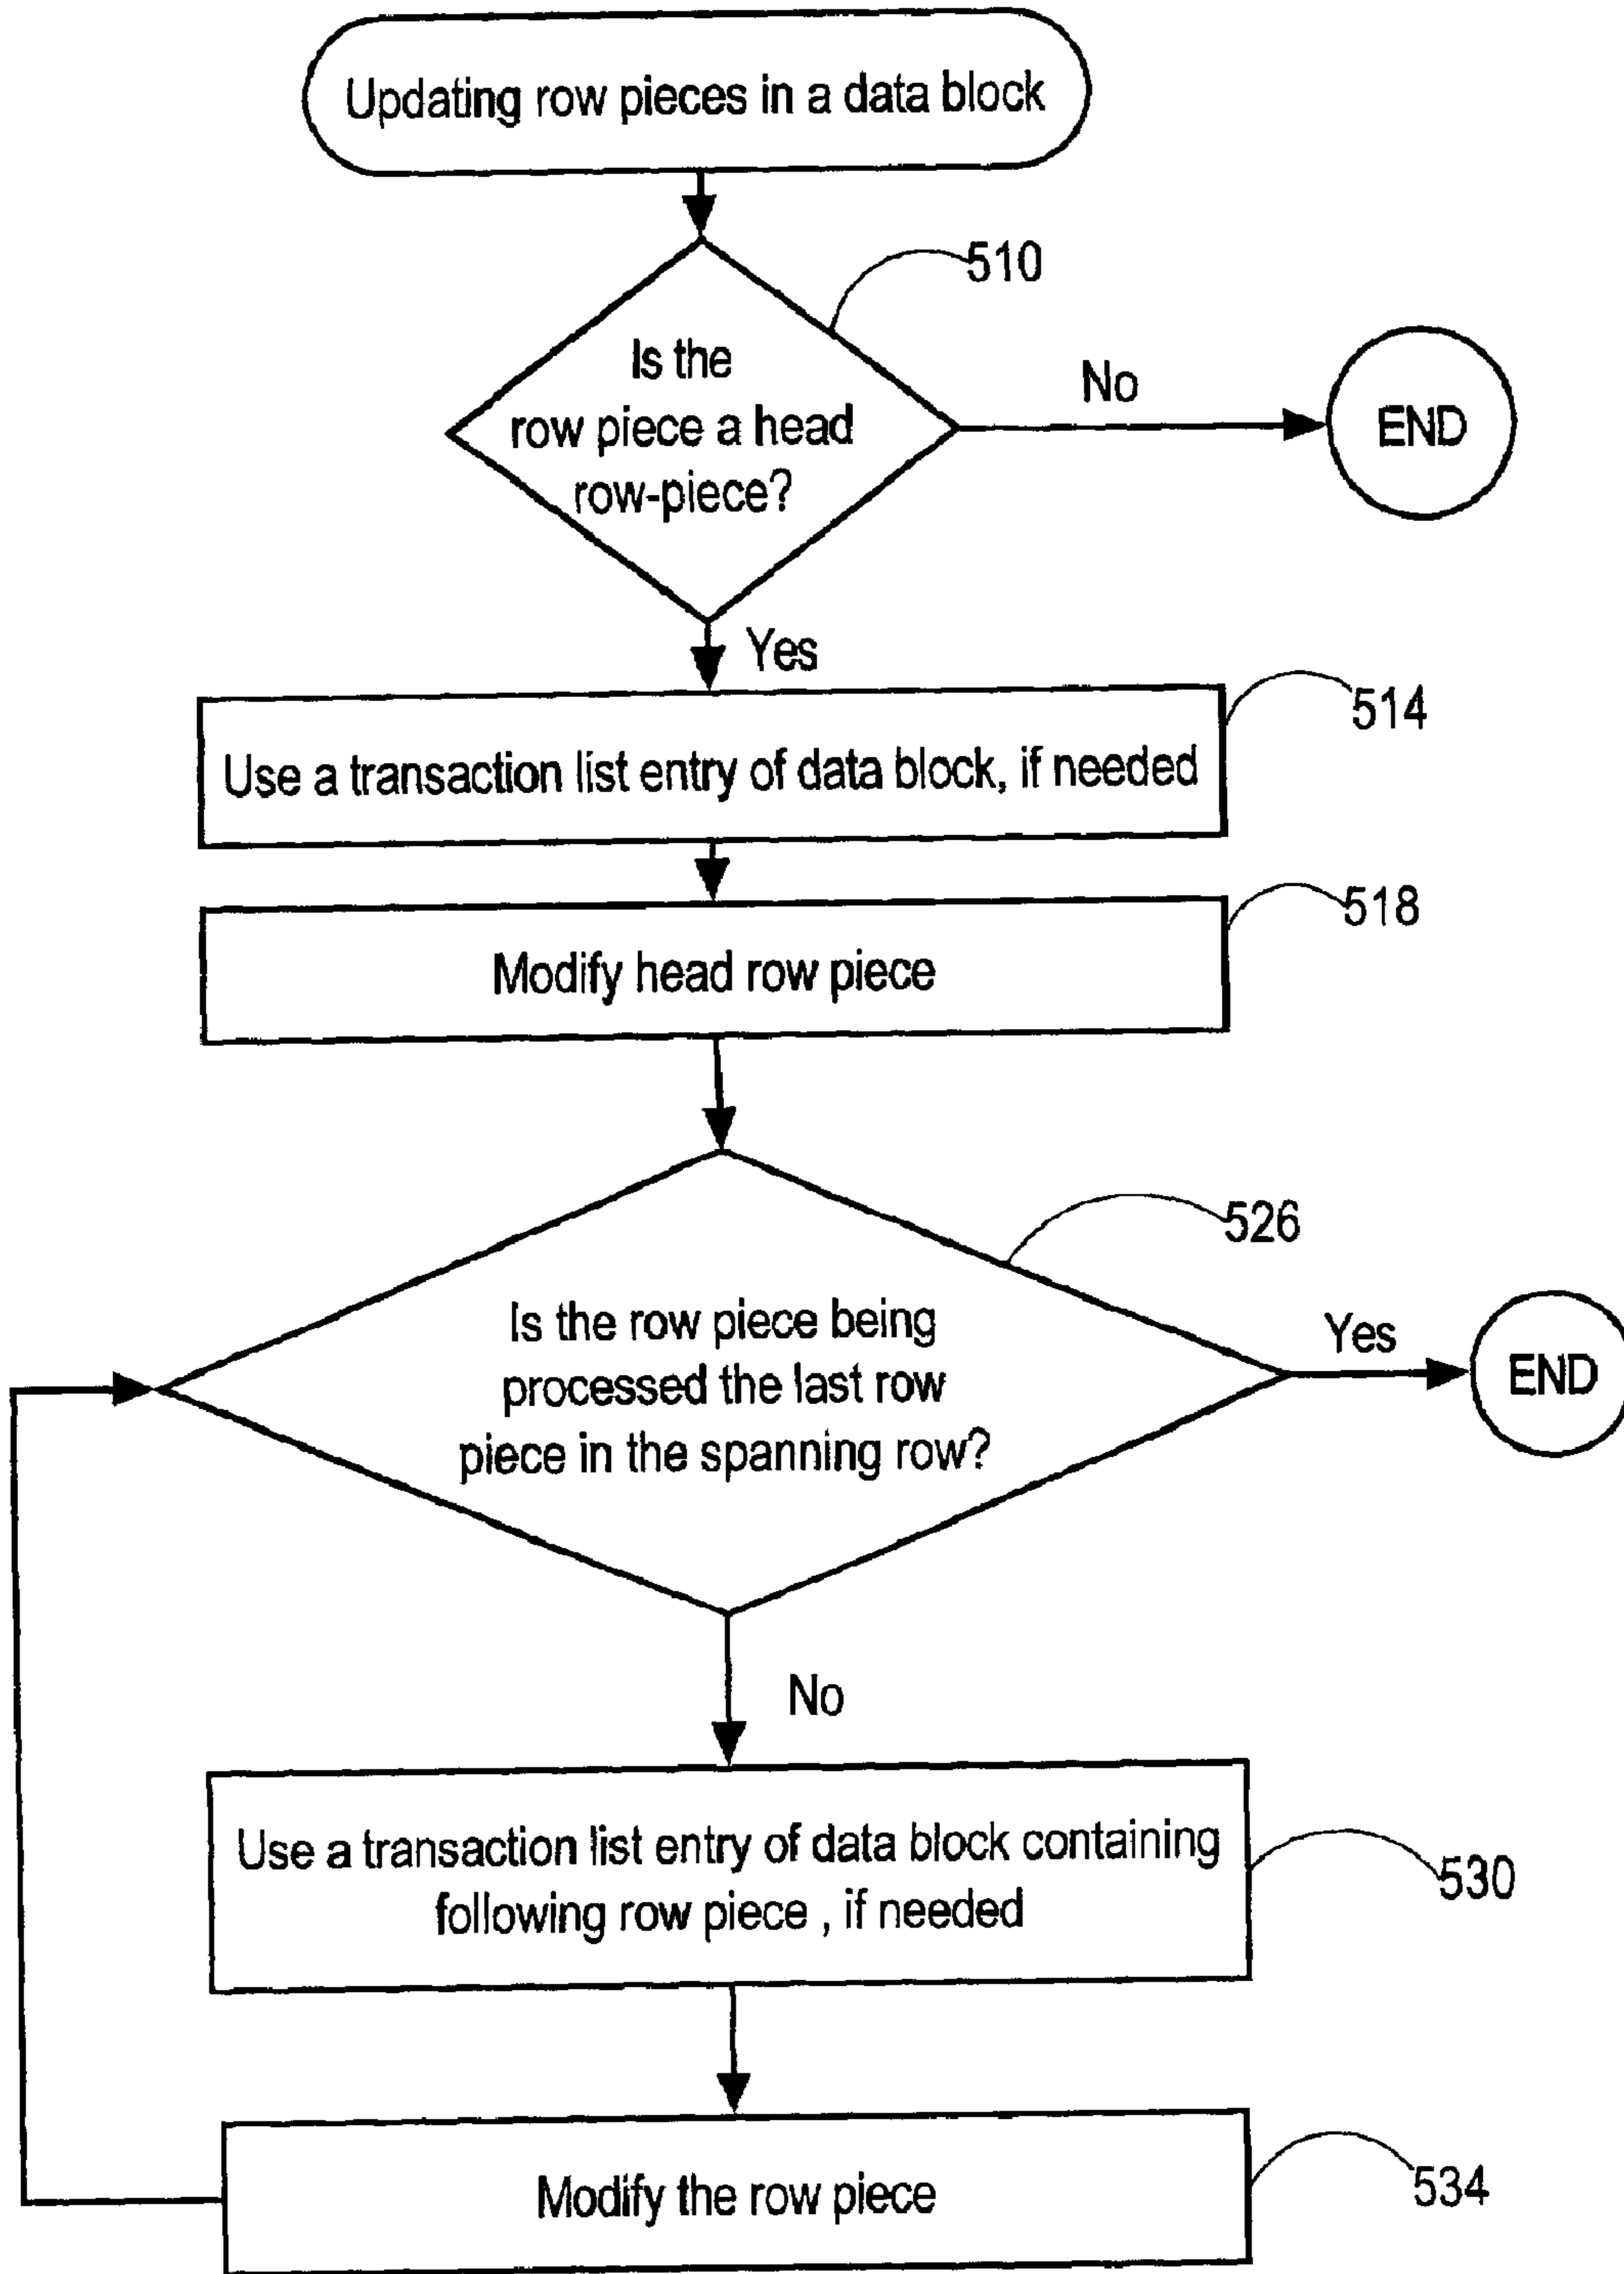 Updating row pieces in a data block
510
Is the
row piece a head
row-piece?
No
END
Yes
514
Use a transaction list entry of data block, if needed
518
Modify head row piece
526
Is the row piece being
processed the last row
piece in the spanning row?
Yes
END
No
Use a transaction list entry of data block containing
following row piece , if needed
530
Modify the row piece
534